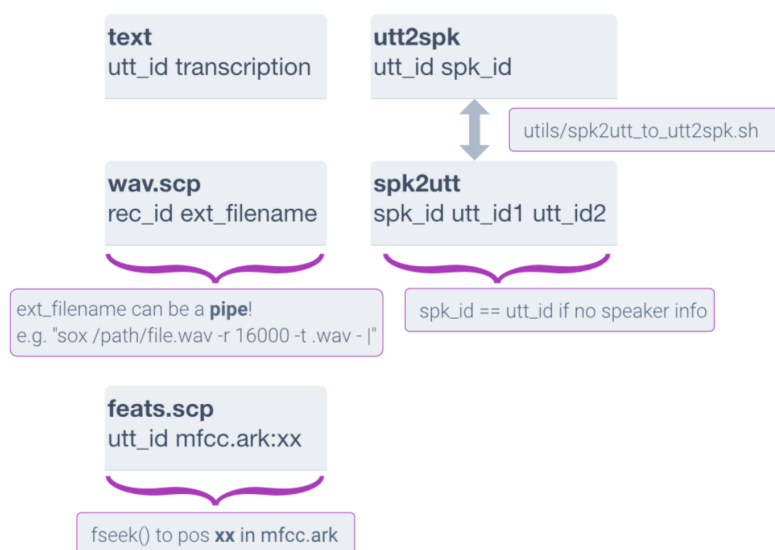 text
utt_id transcription
utt2spk
utt_id spk_id
utils/spk2utt_to_utt2spk.sh
wav.scp
rec_id ext_filename
spk2utt
spk_id utt_id1 utt_id2
ext_filename can be a pipe!
e.g. "sox /path/file.wav -r 16000 -t .wav - |"
spk_id == utt_id if no speaker info
feats.scp
utt_id mfcc.ark:xx
fseek() to pos xx in mfcc.ark